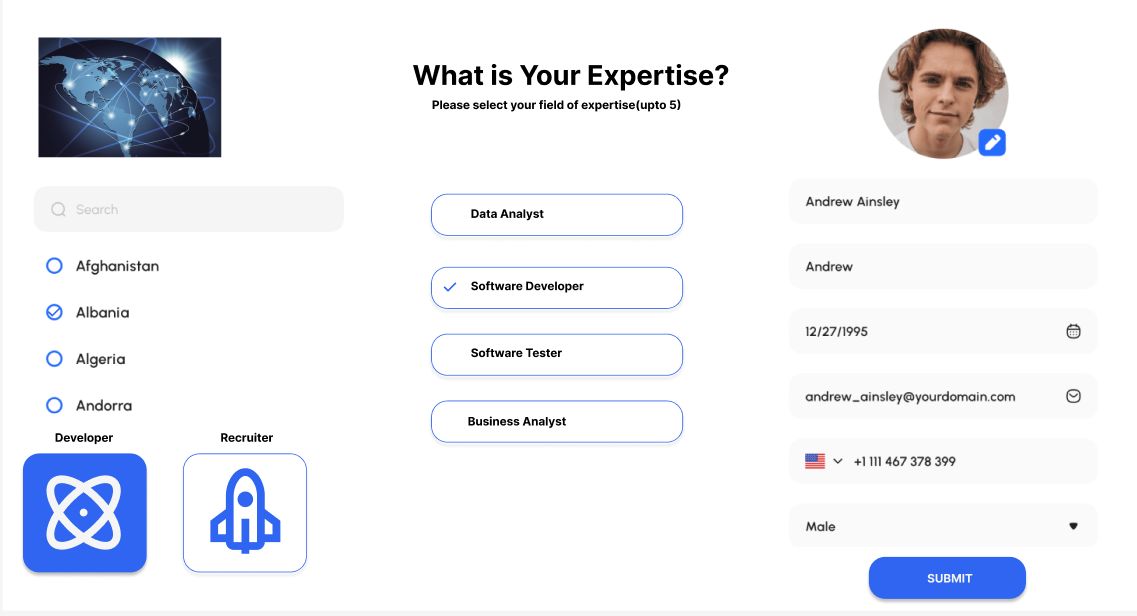 What is Your Expertise?
Please select your field of expertise(upto 5)
Search
Afghanistan
Albania
Algeria
Andorra
Developer
Recruiter
Data Analyst
Software Developer
Software Tester
Business Analyst
Andrew Ainsley
Andrew
12/27/1995
andrew_ainsley@yourdomain.com
+1 111 467 378 399
Male
SUBMIT